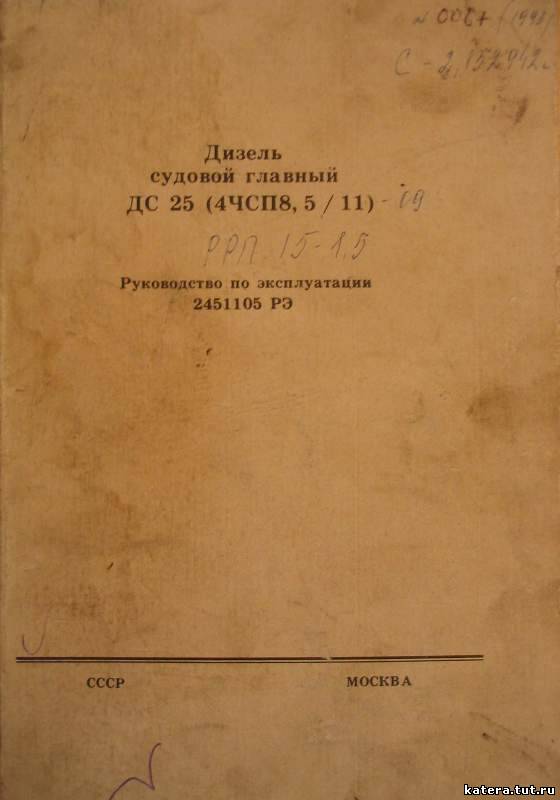 Дизель
судовой главный
ДС 25 (4ЧСП8, 5 / 11) - 09
РРП 15-1,5
Руководство по эксплуатации
2451105 РЭ
СССР МОСКВА
katera.tut.ru